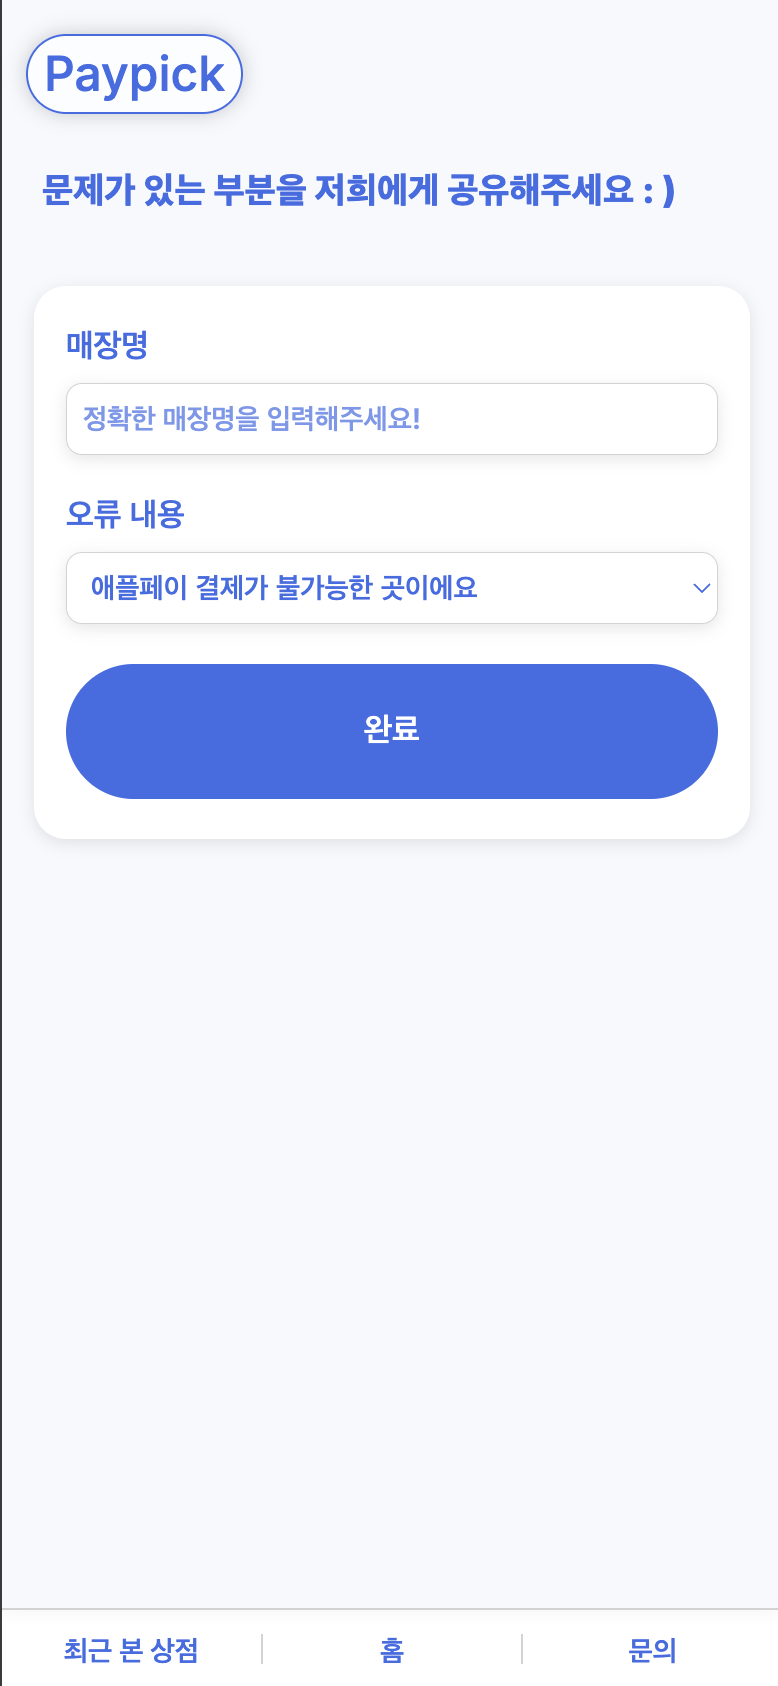 Paypick
문제가 있는 부분을 저희에게 공유해주세요 : )
매장명
정확한 매장명을 입력해주세요!
오류 내용
애플페이 결제가 불가능한 곳이에요
완료
최근 본 상점
홈
문의